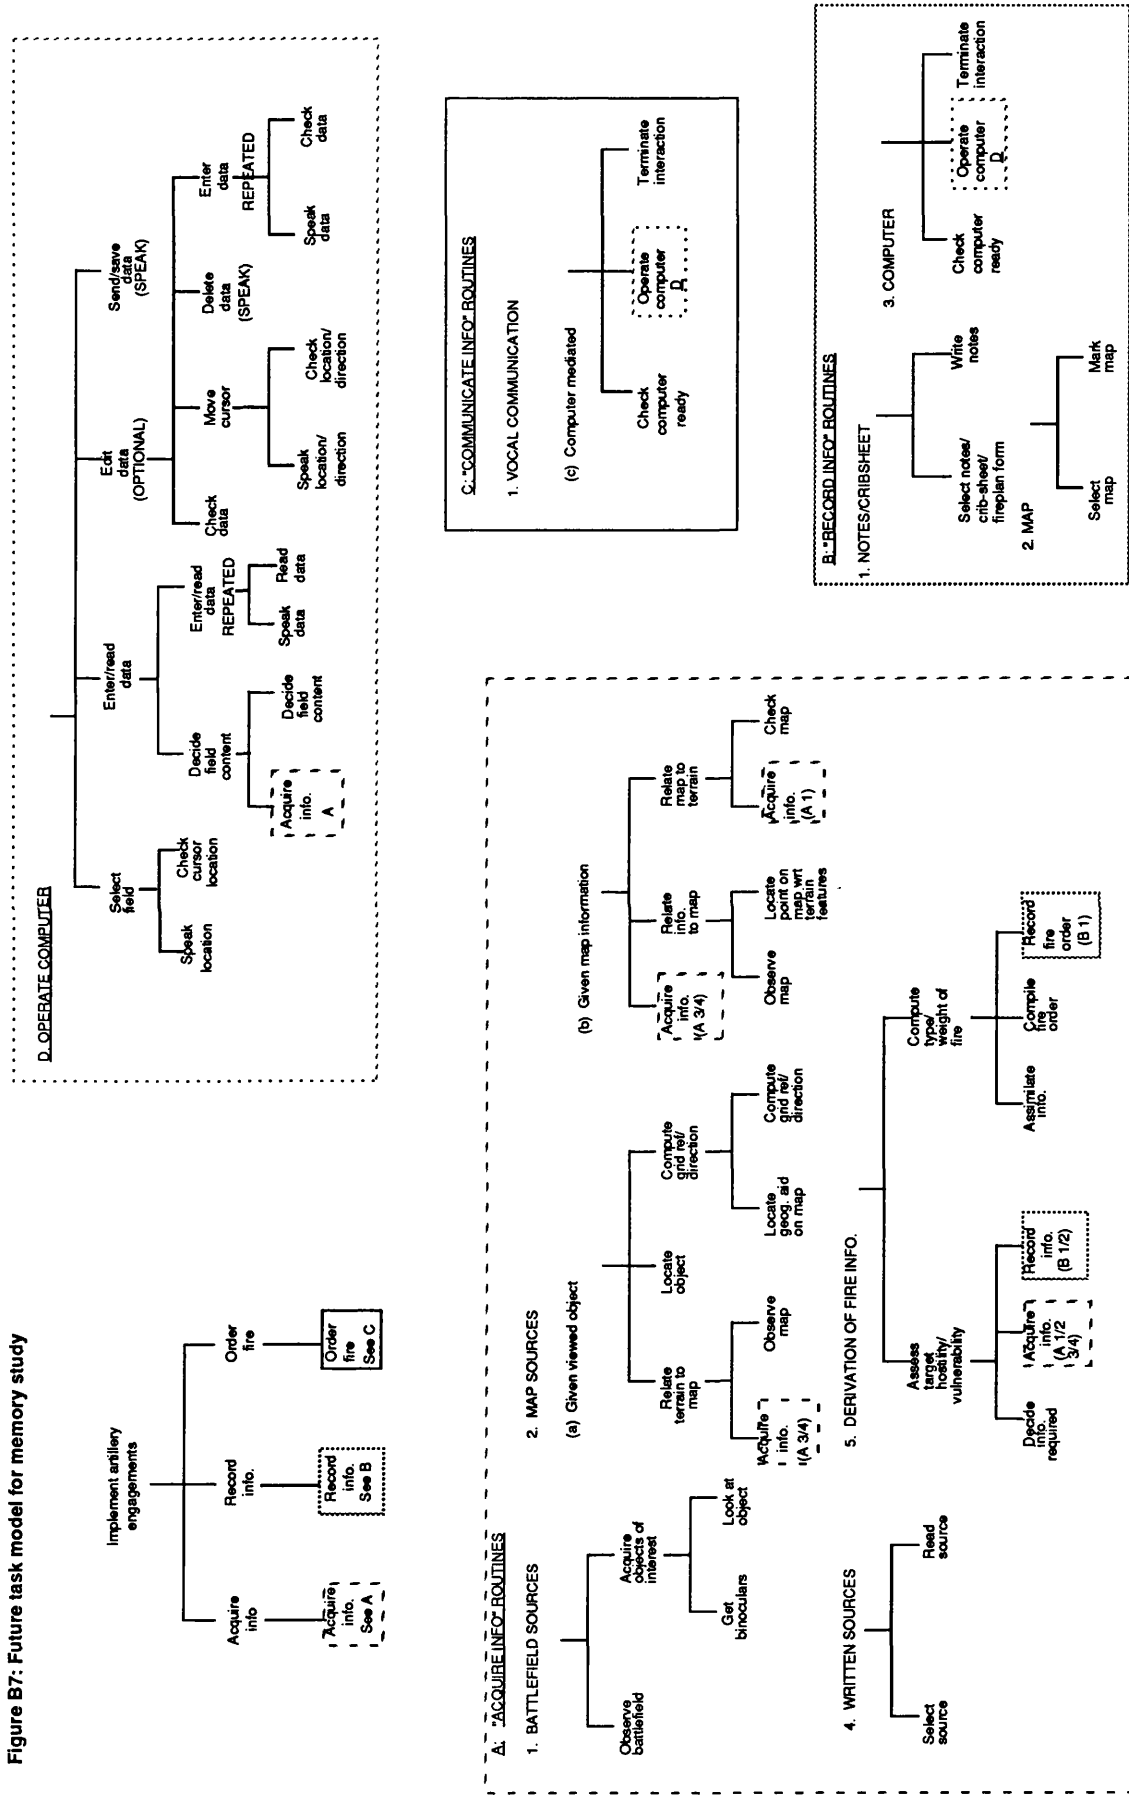 Figure B7: Future task model for memory study
Implement artillery
engagements
Acquire
info
Record
info.
Order
fire
Acquire
info.
See A
Record
info.
See B
Order
fire
See C
D. OPERATE COMPUTER
Select
field
Enter/read
data
Edit
data
(OPTIONAL)
Send/save
data
(SPEAK)
Speak
location
Check
cursor
location
Decide
field
content
Enter/read
data
REPEATED
Check
data
Move
cursor
Delete
data
(SPEAK)
Enter
data
REPEATED
Acquire
info.
A
Decide
field
content
Speak
data
Read
data
Speak
location/
direction
Check
location/
direction
Speak
data
Check
data
A: "ACQUIRE INFO" ROUTINES
1. BATTLEFIELD SOURCES
Observe
battlefield
Acquire
objects of
interest
Get
binoculars
Look at
object
2. MAP SOURCES
(a) Given viewed object
Relate
terrain to
map
Locate
object
Compute
grid ref/
direction
Acquire
info.
(A 3/4)
Observe
map
Locate
geog. aid
on map
Compute
grid ref/
direction
(b) Given map information
Acquire
info.
(A 3/4)
Relate
info.
to map
Relate
map to
terrain
Observe
map
Locate
point on
map wrt
terrain
features
Acquire
info.
(A 1)
Check
map
4. WRITTEN SOURCES
Select
source
Read
source
5. DERIVATION OF FIRE INFO.
Assess
target
hostility/
vulnerability
Compute
type/
weight of
fire
Decide
info.
required
Acquire
info.
(A 1/2
3/4)
Record
info.
(B 1/2)
Assimilate
info.
Compile
fire
order
Record
fire
order
(B 1)
C: "COMMUNICATE INFO" ROUTINES
1. VOCAL COMMUNICATION
(c) Computer mediated
Check
computer
ready
Operate
computer
D
Terminate
interaction
B: "RECORD INFO" ROUTINES
1. NOTES/CRIBSHEET
Select notes/
crib-sheet/
fireplan form
Write
notes
2. MAP
Select
map
Mark
map
3. COMPUTER
Check
computer
ready
Operate
computer
D
Terminate
interaction